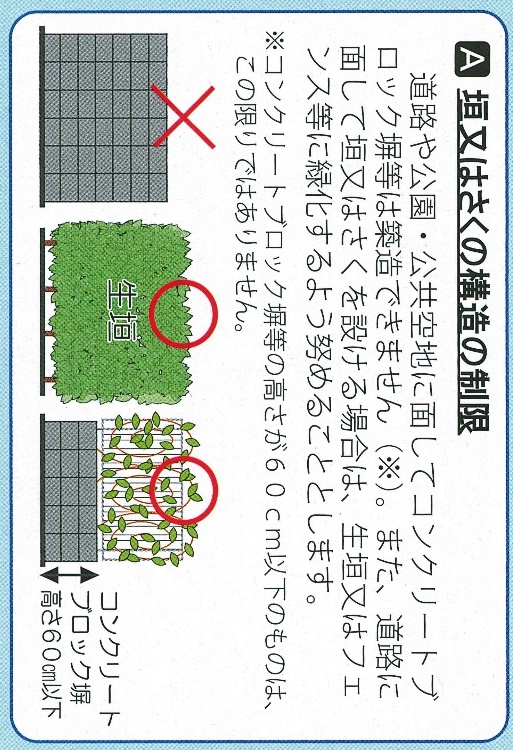 A 垣又はさくの構造の制限
道路や公園・公共空地に面してコンクリートブ
ロック塀等は築造できません（※）。また、道路に
面して垣又はさくを設ける場合は、生垣又はフェ
ンス等に緑化するよう努めることとします。
※コンクリートブロック塀等の高さが６０ｃｍ以下のものは、
この限りではありません。
生垣
コンクリート
ブロック塀
高さ60㎝以下